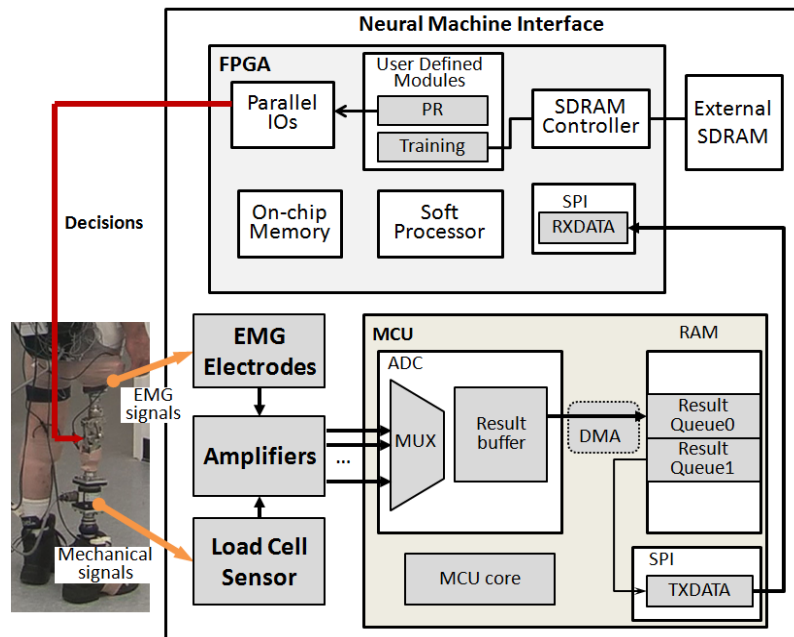 Neural Machine Interface
FPGA
User Defined
Modules
PR
Training
Parallel
IOs
SDRAM
Controller
External
SDRAM
Decisions
On-chip
Memory
Soft
Processor
SPI
RXDATA
EMG
Electrodes
EMG
signals
Amplifiers
...
Load Cell
Sensor
Mechanical
signals
MCU
ADC
MUX
Result
buffer
DMA
RAM
Result
Queue0
Result
Queue1
MCU core
SPI
TXDATA